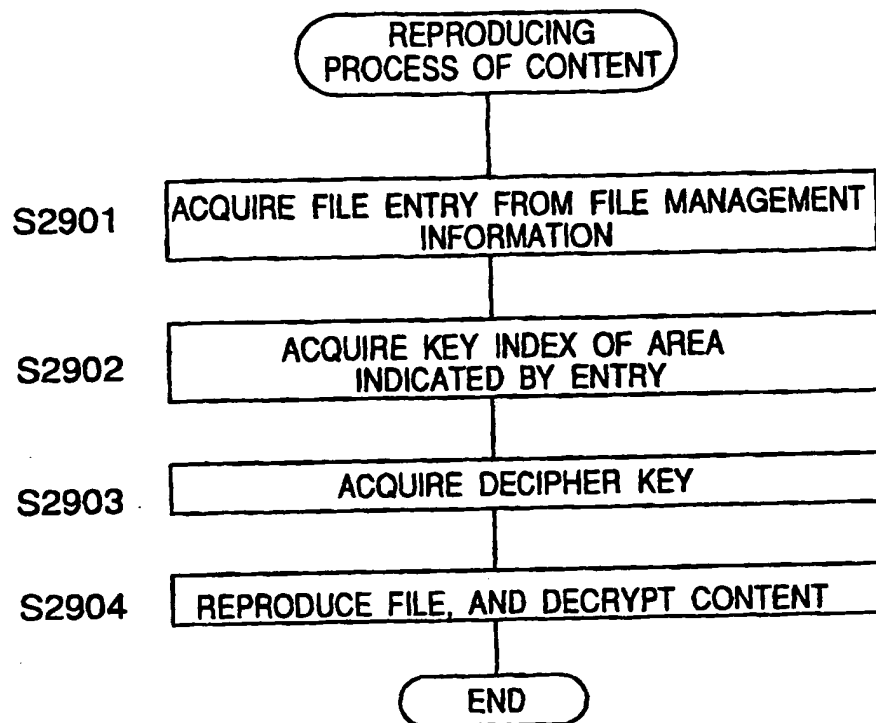 REPRODUCING
PROCESS OF CONTENT
S2901
ACQUIRE FILE ENTRY FROM FILE MANAGEMENT
INFORMATION
S2902
ACQUIRE KEY INDEX OF AREA
INDICATED BY ENTRY
S2903
ACQUIRE DECIPHER KEY
S2904
REPRODUCE FILE, AND DECRYPT CONTENT
END